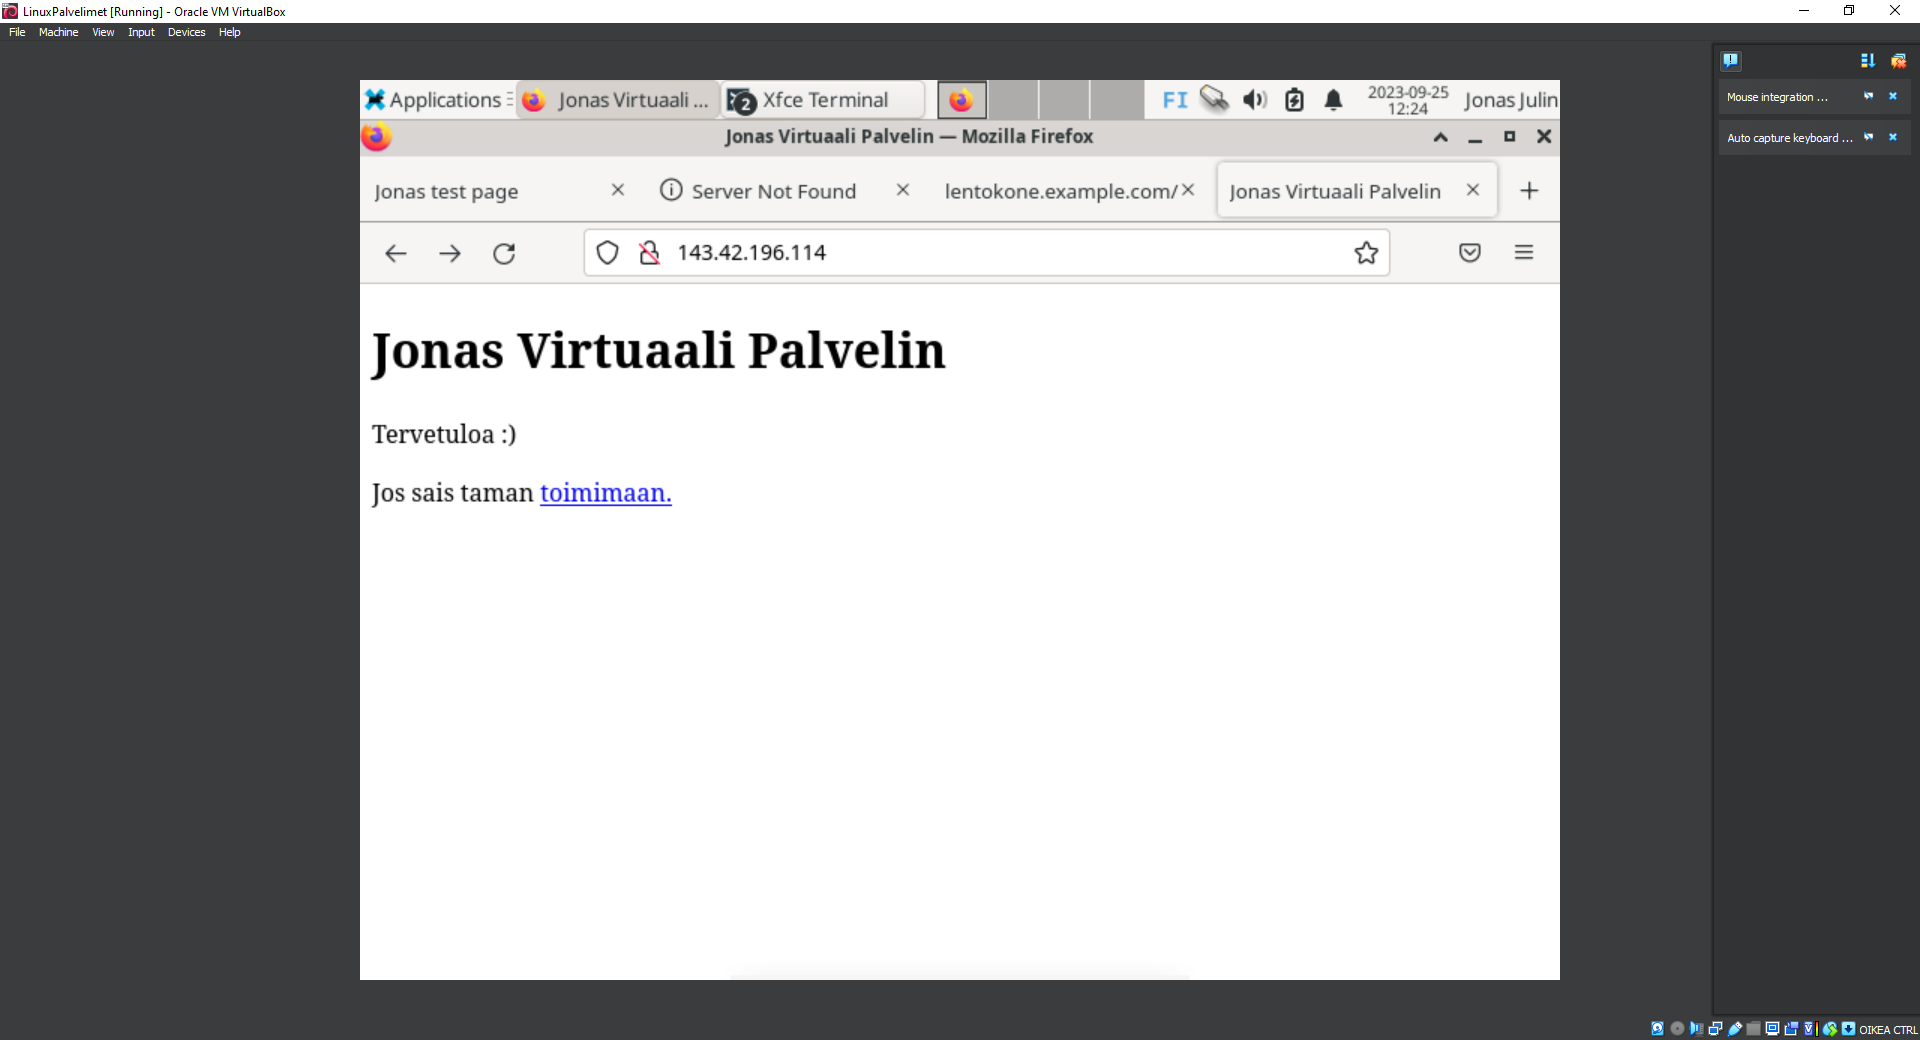 LinuxPalvelimet [Running] - Oracle VM VirtualBox
File Machine View Input Devices Help
Mouse integration ...
Auto capture keyboard ...
Applications Jonas Virtuaali ... 2 Xfce Terminal FI 2023-09-25 12:24 Jonas Julin
Jonas Virtuaali Palvelin — Mozilla Firefox
Jonas test page Server Not Found lentokone.example.com/ Jonas Virtuaali Palvelin
143.42.196.114
Jonas Virtuaali Palvelin
Tervetuloa :)
Jos sais taman toimimaan.
OIKEA CTRL